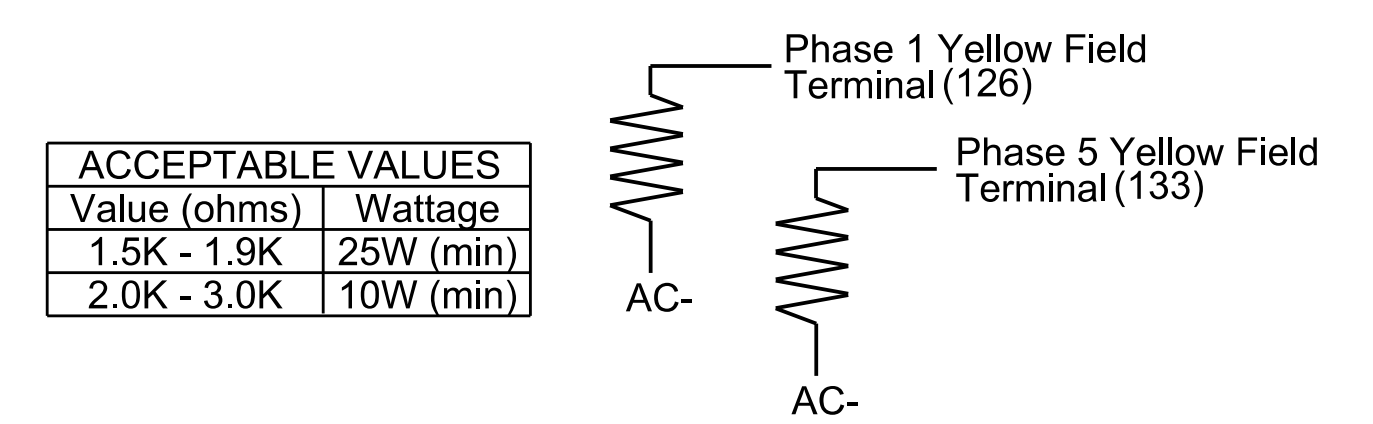 ACCEPTABLE VALUES
Value (ohms) Wattage
1.5K - 1.9K 25W (min)
2.0K - 3.0K 10W (min)
Phase 1 Yellow Field
Terminal (126)
AC-
Phase 5 Yellow Field
Terminal (133)
AC-